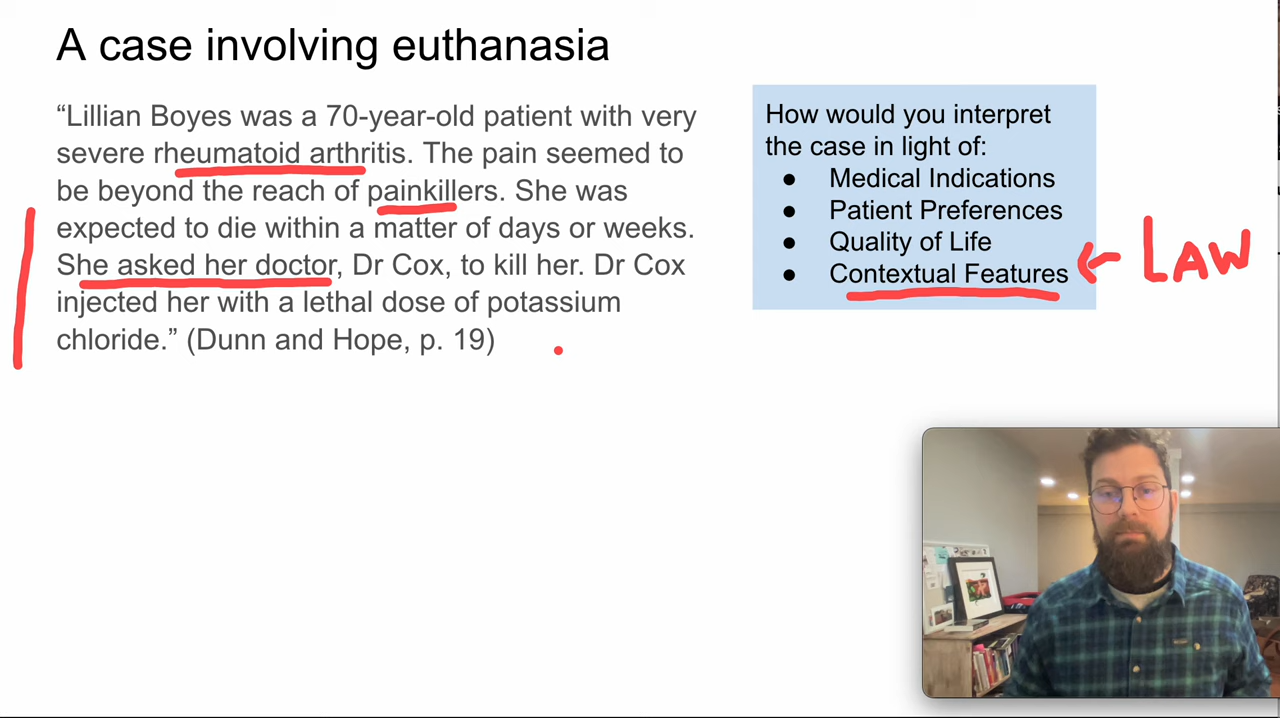 A case involving euthanasia
“Lillian Boyes was a 70-year-old patient with very
severe rheumatoid arthritis. The pain seemed to
be beyond the reach of painkillers. She was
expected to die within a matter of days or weeks.
She asked her doctor, Dr Cox, to kill her. Dr Cox
injected her with a lethal dose of potassium
chloride.” (Dunn and Hope, p. 19)
How would you interpret
the case in light of:
● Medical Indications
● Patient Preferences
● Quality of Life
● Contextual Features
LAW